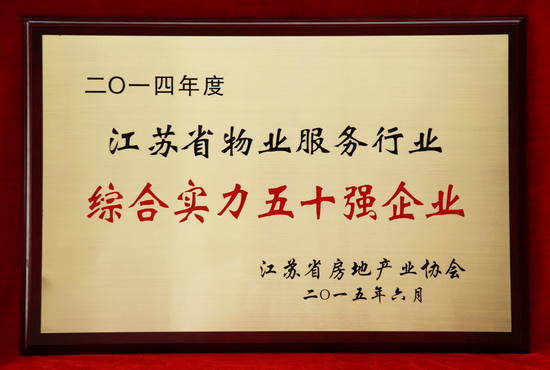 二〇一四年度
江苏省物业服务行业
综合实力五十强企业
江苏省房地产业协会
二〇一五年六月